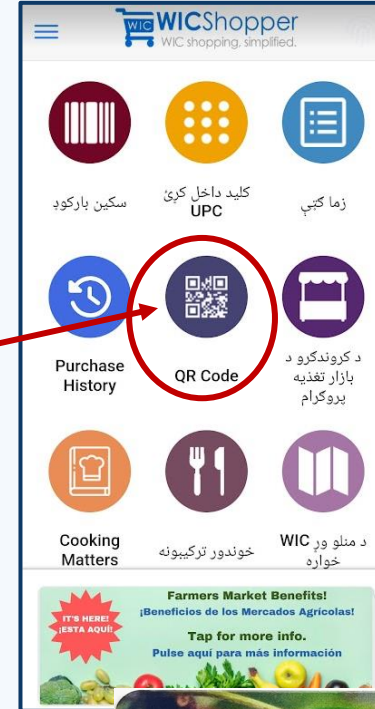 WIC WICShopper
WIC shopping, simplified.
سکین بارکوډ
کلید داخل کړئ
UPC
زما ګټې
Purchase
History
QR Code
د کروندګرو د
بازار تغذیه
پروګرام
Cooking
Matters
خوندور ترکیبونه
د منلو وړ WIC
خواړه
IT'S HERE!
¡ESTA AQUÍ!
Farmers Market Benefits!
¡Beneficios de los Mercados Agrícolas!
Tap for more info.
Pulse aquí para más información